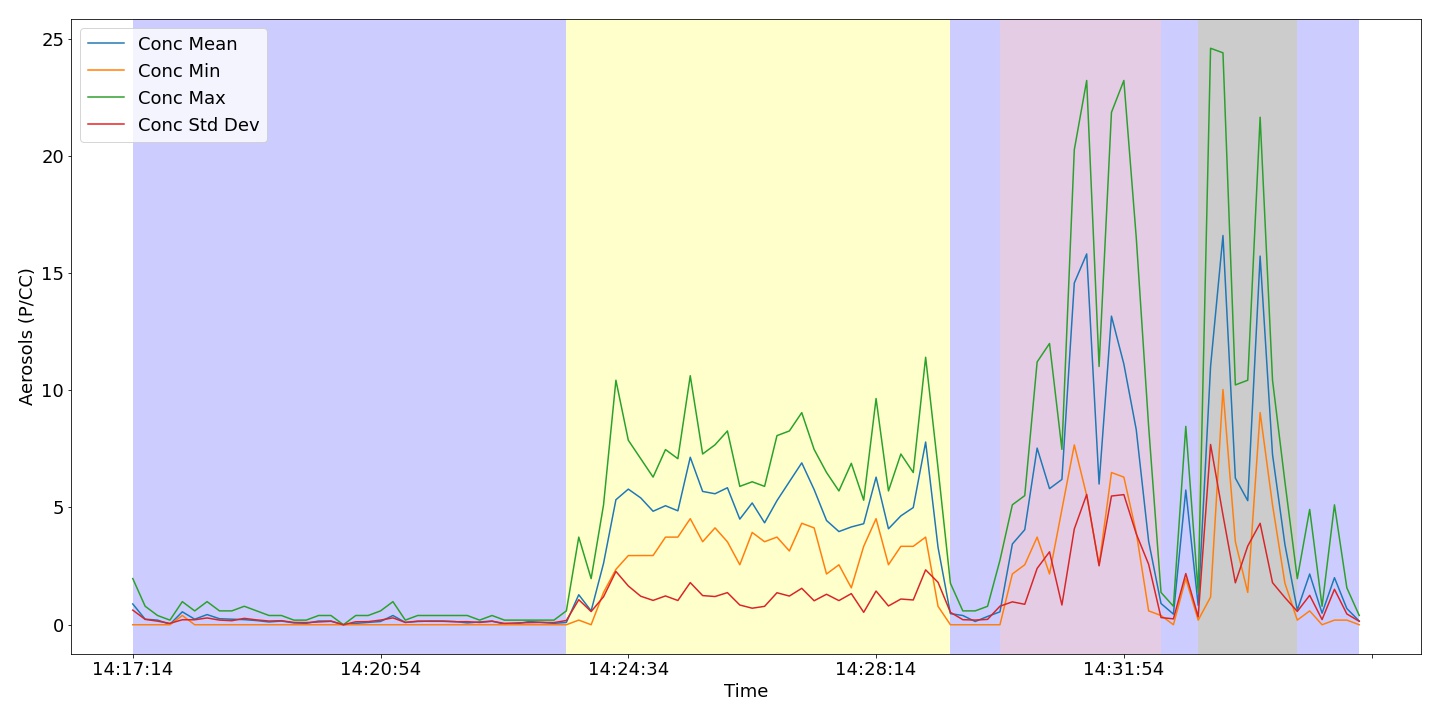 25
20
15
10
5
0
Aerosols (P/CC)
Conc Mean
Conc Min
Conc Max
Conc Std Dev
14:17:14 14:20:54 14:24:34 14:28:14 14:31:54
Time